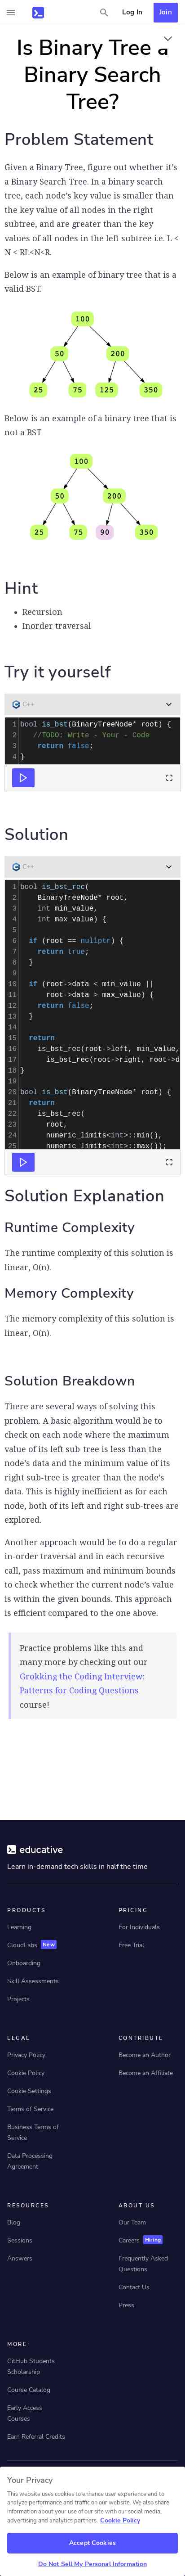 Log In
Join
Is Binary Tree a
Binary Search
Tree?
Problem Statement
Given a Binary Tree, figure out whether it's
a Binary Search Tree. In a binary search
tree, each node's key value is smaller than
the key value of all nodes in the right
subtree, and are greater than the key
values of all nodes in the left subtree i.e. L <
N < RL<N<R.
Below is an example of binary tree that is a
valid BST.
100
50
200
25
75
125
350
Below is an example of a binary tree that is
not a BST
100
50
200
25
75
90
350
Hint
• Recursion
• Inorder traversal
Try it yourself
C++
1 bool is_bst(BinaryTreeNode* root) {
2 //TODO: Write - Your - Code
3 return false;
4 }
Solution
C++
1 bool is_bst_rec(
2 BinaryTreeNode* root,
3 int min_value,
4 int max_value) {
5
6 if (root == nullptr) {
7 return true;
8 }
9
10 if (root->data < min_value ||
11 root->data > max_value) {
12 return false;
13 }
14
15 return
16 is_bst_rec(root->left, min_value,
17 is_bst_rec(root->right, root->d
18 }
19
20 bool is_bst(BinaryTreeNode* root) {
21 return
22 is_bst_rec(
23 root,
24 numeric_limits<int>::min(),
25 numeric_limits<int>::max());
Solution Explanation
Runtime Complexity
The runtime complexity of this solution is
linear, O(n).
Memory Complexity
The memory complexity of this solution is
linear, O(n).
Solution Breakdown
There are several ways of solving this
problem. A basic algorithm would be to
check on each node where the maximum
value of its left sub-tree is less than the
node's data and the minimum value of its
right sub-tree is greater than the node's
data. This is highly inefficient as for each
node, both of its left and right sub-trees are
explored.
Another approach would be to do a regular
in-order traversal and in each recursive
call, pass maximum and minimum bounds
to check whether the current node's value
is within the given bounds. This approach
is efficient compared to the one above.
Practice problems like this and
many more by checking out our
Grokking the Coding Interview:
Patterns for Coding Questions
course!
educative
Learn in-demand tech skills in half the time
PRODUCTS
Learning
CloudLabs New
Onboarding
Skill Assessments
Projects
PRICING
For Individuals
Free Trial
LEGAL
Privacy Policy
Cookie Policy
Cookie Settings
Terms of Service
Business Terms of
Service
Data Processing
Agreement
CONTRIBUTE
Become an Author
Become an Affiliate
RESOURCES
Blog
Sessions
Answers
ABOUT US
Our Team
Careers Hiring
Frequently Asked
Questions
Contact Us
Press
MORE
GitHub Students
Scholarship
Course Catalog
Early Access
Courses
Earn Referral Credits
Your Privacy
We website uses cookies to enhance user experience and to
analyze performance and traffic on our website. We also share
information about your use of our site with our social media,
advertising and analytics partners. Cookie Policy
Accept Cookies
Do Not Sell My Personal Information